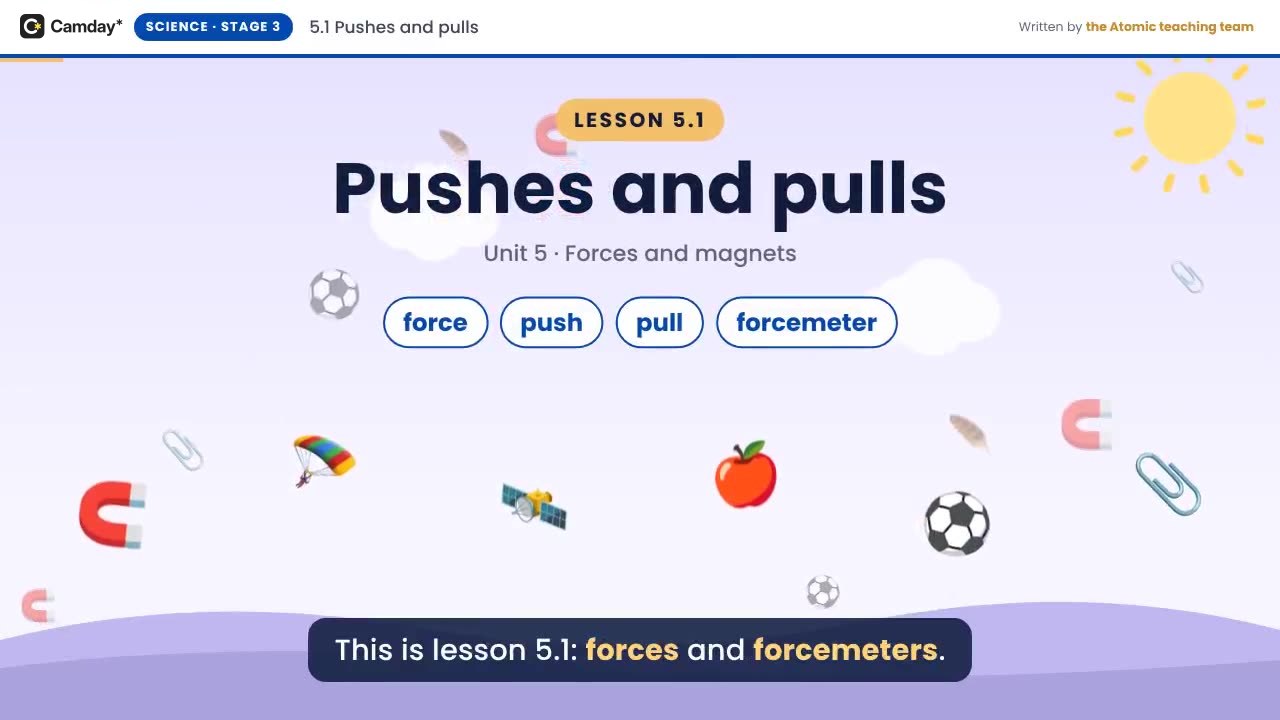 Camday*
SCIENCE · STAGE 3
5.1 Pushes and pulls
Written by the Atomic teaching team
LESSON 5.1
Pushes and pulls
Unit 5 · Forces and magnets
force
push
pull
forcemeter
This is lesson 5.1: forces and forcemeters.